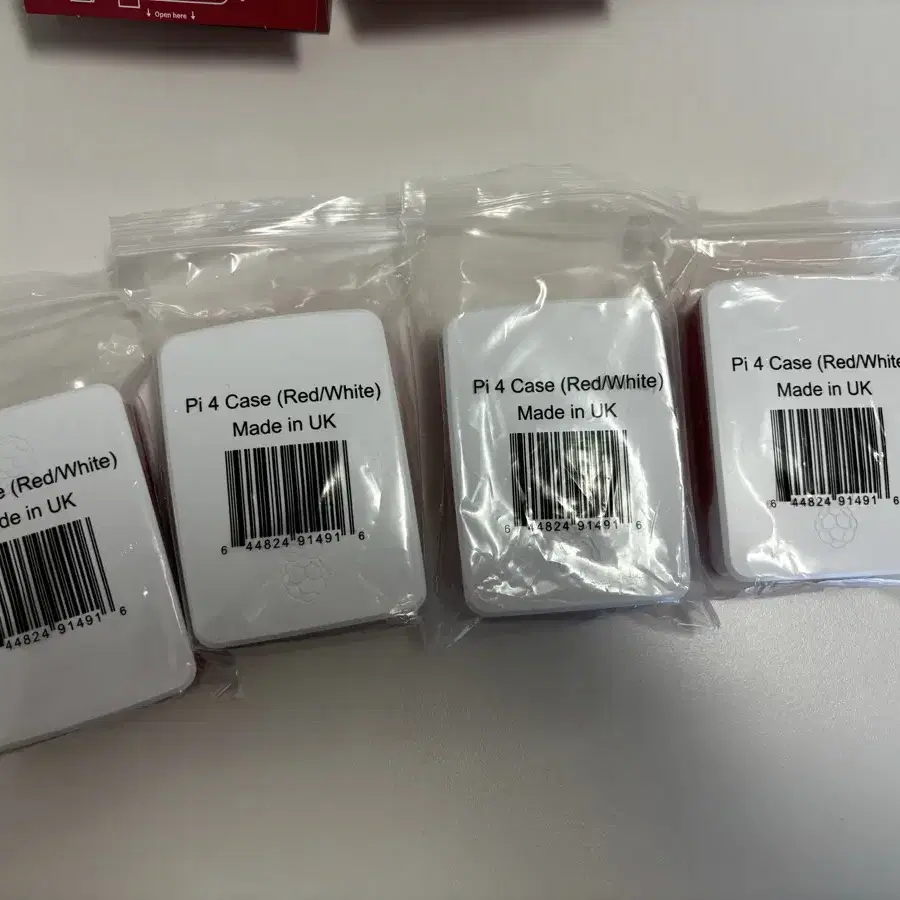 ↓ Open here ↓
e (Red/White)
de in UK
44824 91491 6
Pi 4 Case (Red/White)
Made in UK
6 44824 91491 6
Pi 4 Case (Red/White)
Made in UK
6 44824 91491 6
Pi 4 Case (Red/White
Made in UK
6 44824 91491 6